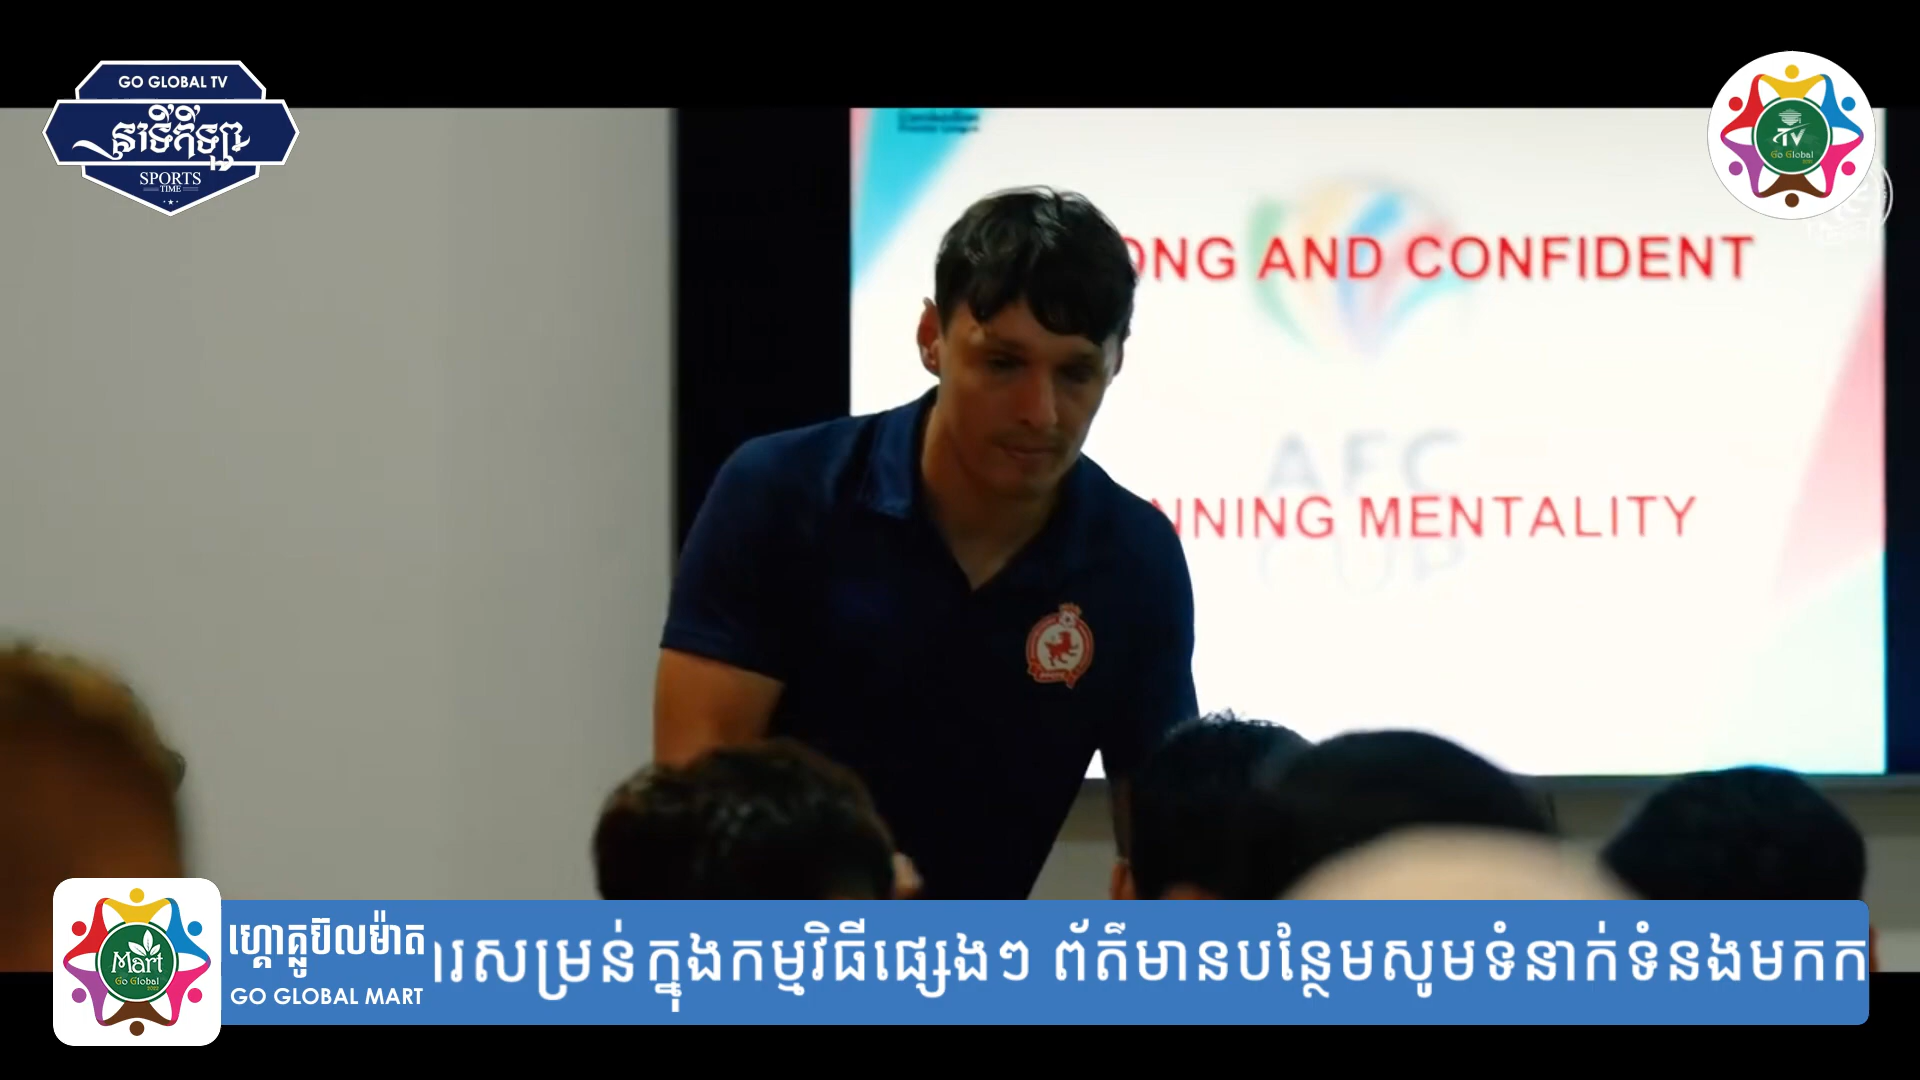 GO GLOBAL TV
នាទីកីឡា
SPORTS
TIME
TV
Go Global
ONG AND CONFIDENT
AFC
NNING MENTALITY
CUP
Mart
Go Global
ហ្គោគ្លូប៊លម៉ាត
GO GLOBAL MART
ារសម្រន់ក្នុងកម្មវិធីផ្សេងៗ ព័ត៌មានបន្ថែមសូមទំនាក់ទំនងមកក